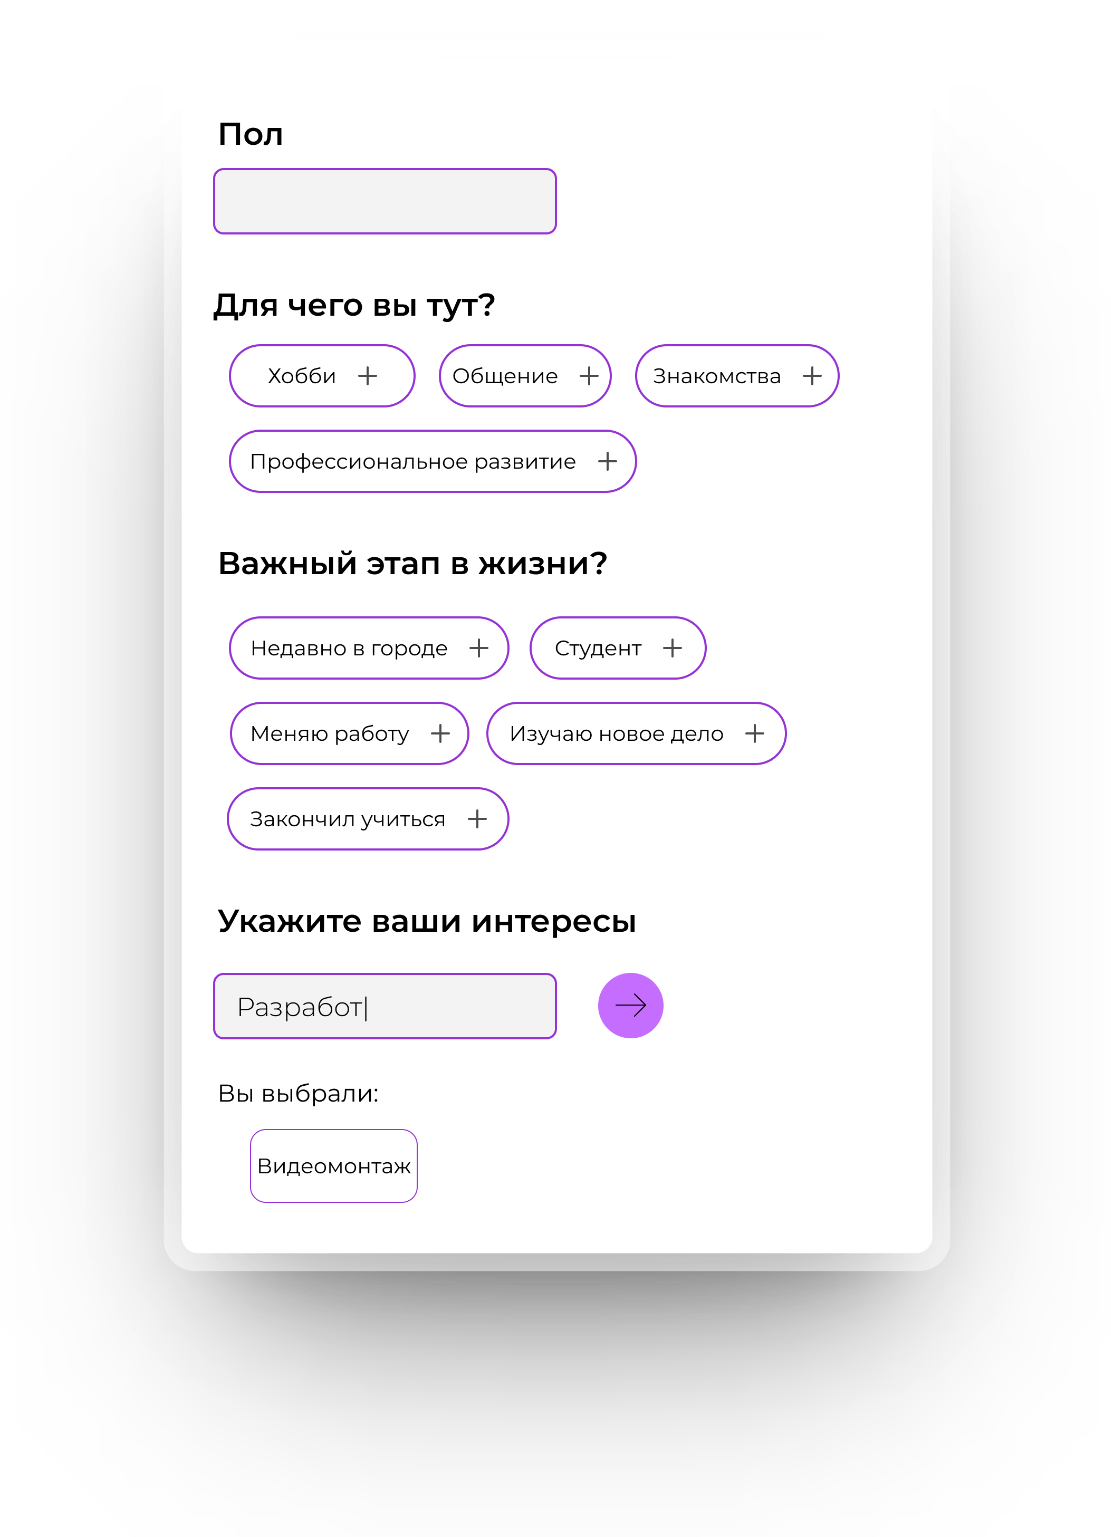 Пол
Для чего вы тут?
Хобби + Общение + Знакомства +
Профессиональное развитие +
Важный этап в жизни?
Недавно в городе + Студент +
Меняю работу + Изучаю новое дело +
Закончил учиться +
Укажите ваши интересы
Разработ|
Вы выбрали:
Видеомонтаж